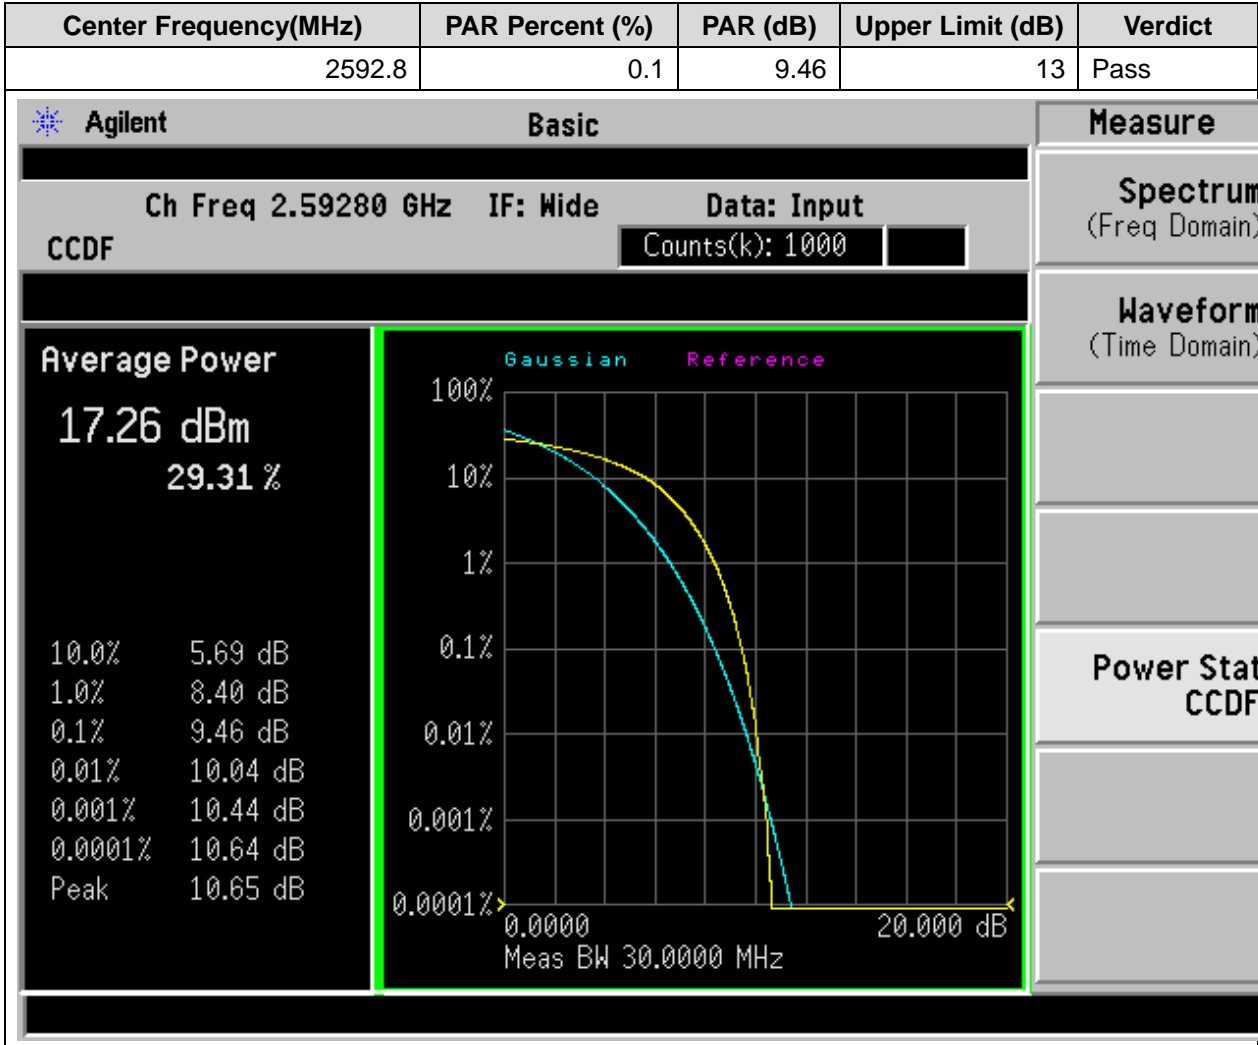 Center Frequency(MHz) PAR Percent (%) PAR (dB) Upper Limit (dB) Verdict
2592.8 0.1 9.46 13 Pass
Agilent Basic Measure
Ch Freq 2.59280 GHz IF: Wide Data: Input
CCDF Counts(k): 1000
Spectrum
(Freq Domain)
Waveform
(Time Domain)
Power Stat
CCDF
Average Power
17.26 dBm
29.31 %
10.0% 5.69 dB
1.0% 8.40 dB
0.1% 9.46 dB
0.01% 10.04 dB
0.001% 10.44 dB
0.0001% 10.64 dB
Peak 10.65 dB
Gaussian Reference
100%
10%
1%
0.1%
0.01%
0.001%
0.0001%
0.0000 20.000 dB
Meas BW 30.0000 MHz